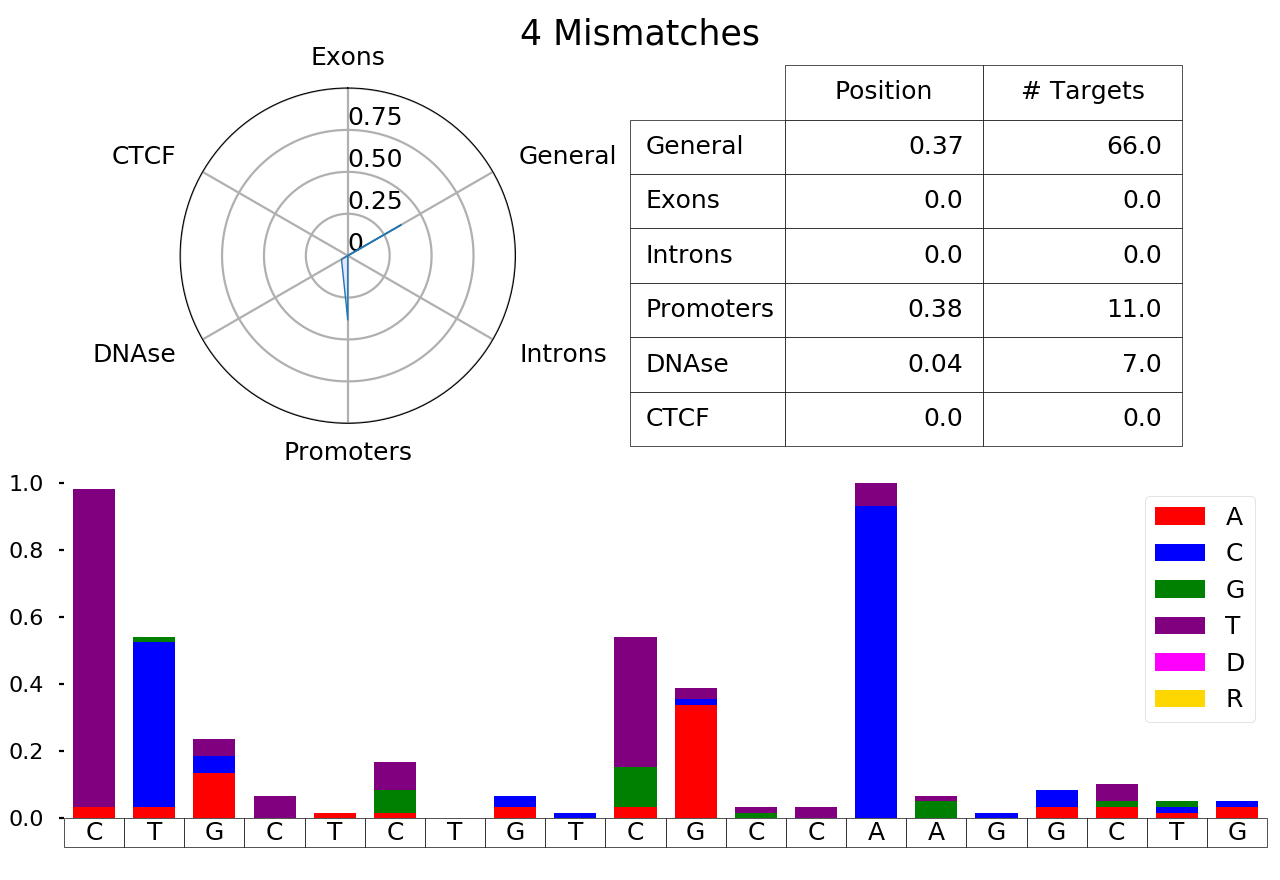 4 Mismatches
Exons
General
Introns
Promoters
DNAse
CTCF
0.75
0.50
0.25
0
Position # Targets
General 0.37 66.0
Exons 0.0 0.0
Introns 0.0 0.0
Promoters 0.38 11.0
DNAse 0.04 7.0
CTCF 0.0 0.0
1.0
0.8
0.6
0.4
0.2
0.0
A
C
G
T
D
R
C T G C T C T G T C G C C A A G G C T G